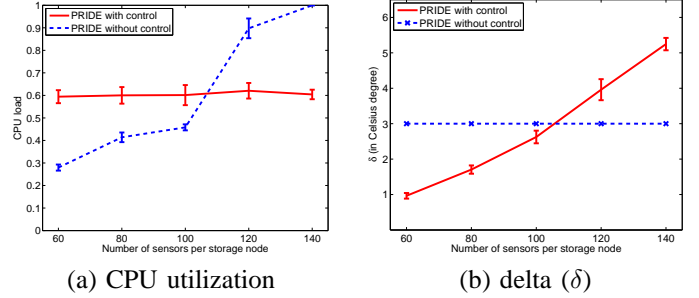 PRIDE with control
PRIDE without control
CPU load
1
0.9
0.8
0.7
0.6
0.5
0.4
0.3
0.2
0.1
0
60 80 100 120 140
Number of sensors per storage node
(a) CPU utilization
PRIDE with control
PRIDE without control
δ (in Celsius degree)
6
5
4
3
2
1
60 80 100 120 140
Number of sensors per storage node
(b) delta (δ)